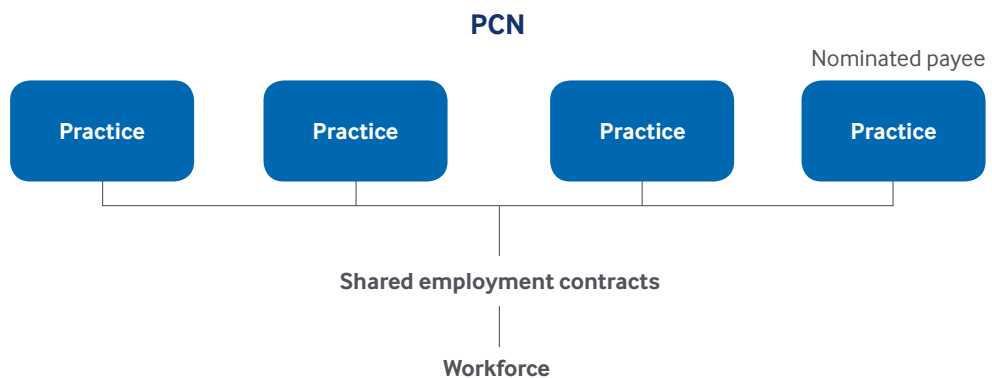 PCN
Nominated payee
Practice
Practice
Practice
Practice
Shared employment contracts
Workforce